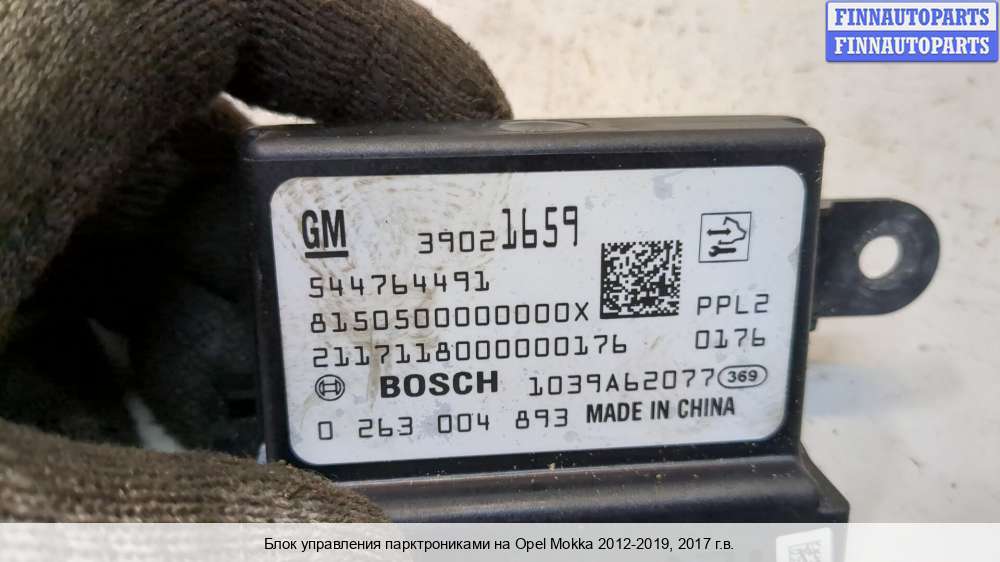 FINNAUTOPARTS
FINNAUTOPARTS
GM 39021659
544764491
8150500000000X PPL2
2117118000000176 0176
BOSCH 1039A62077 369
0 263 004 893 MADE IN CHINA
Блок управления парктрониками на Opel Mokka 2012-2019, 2017 г.в.